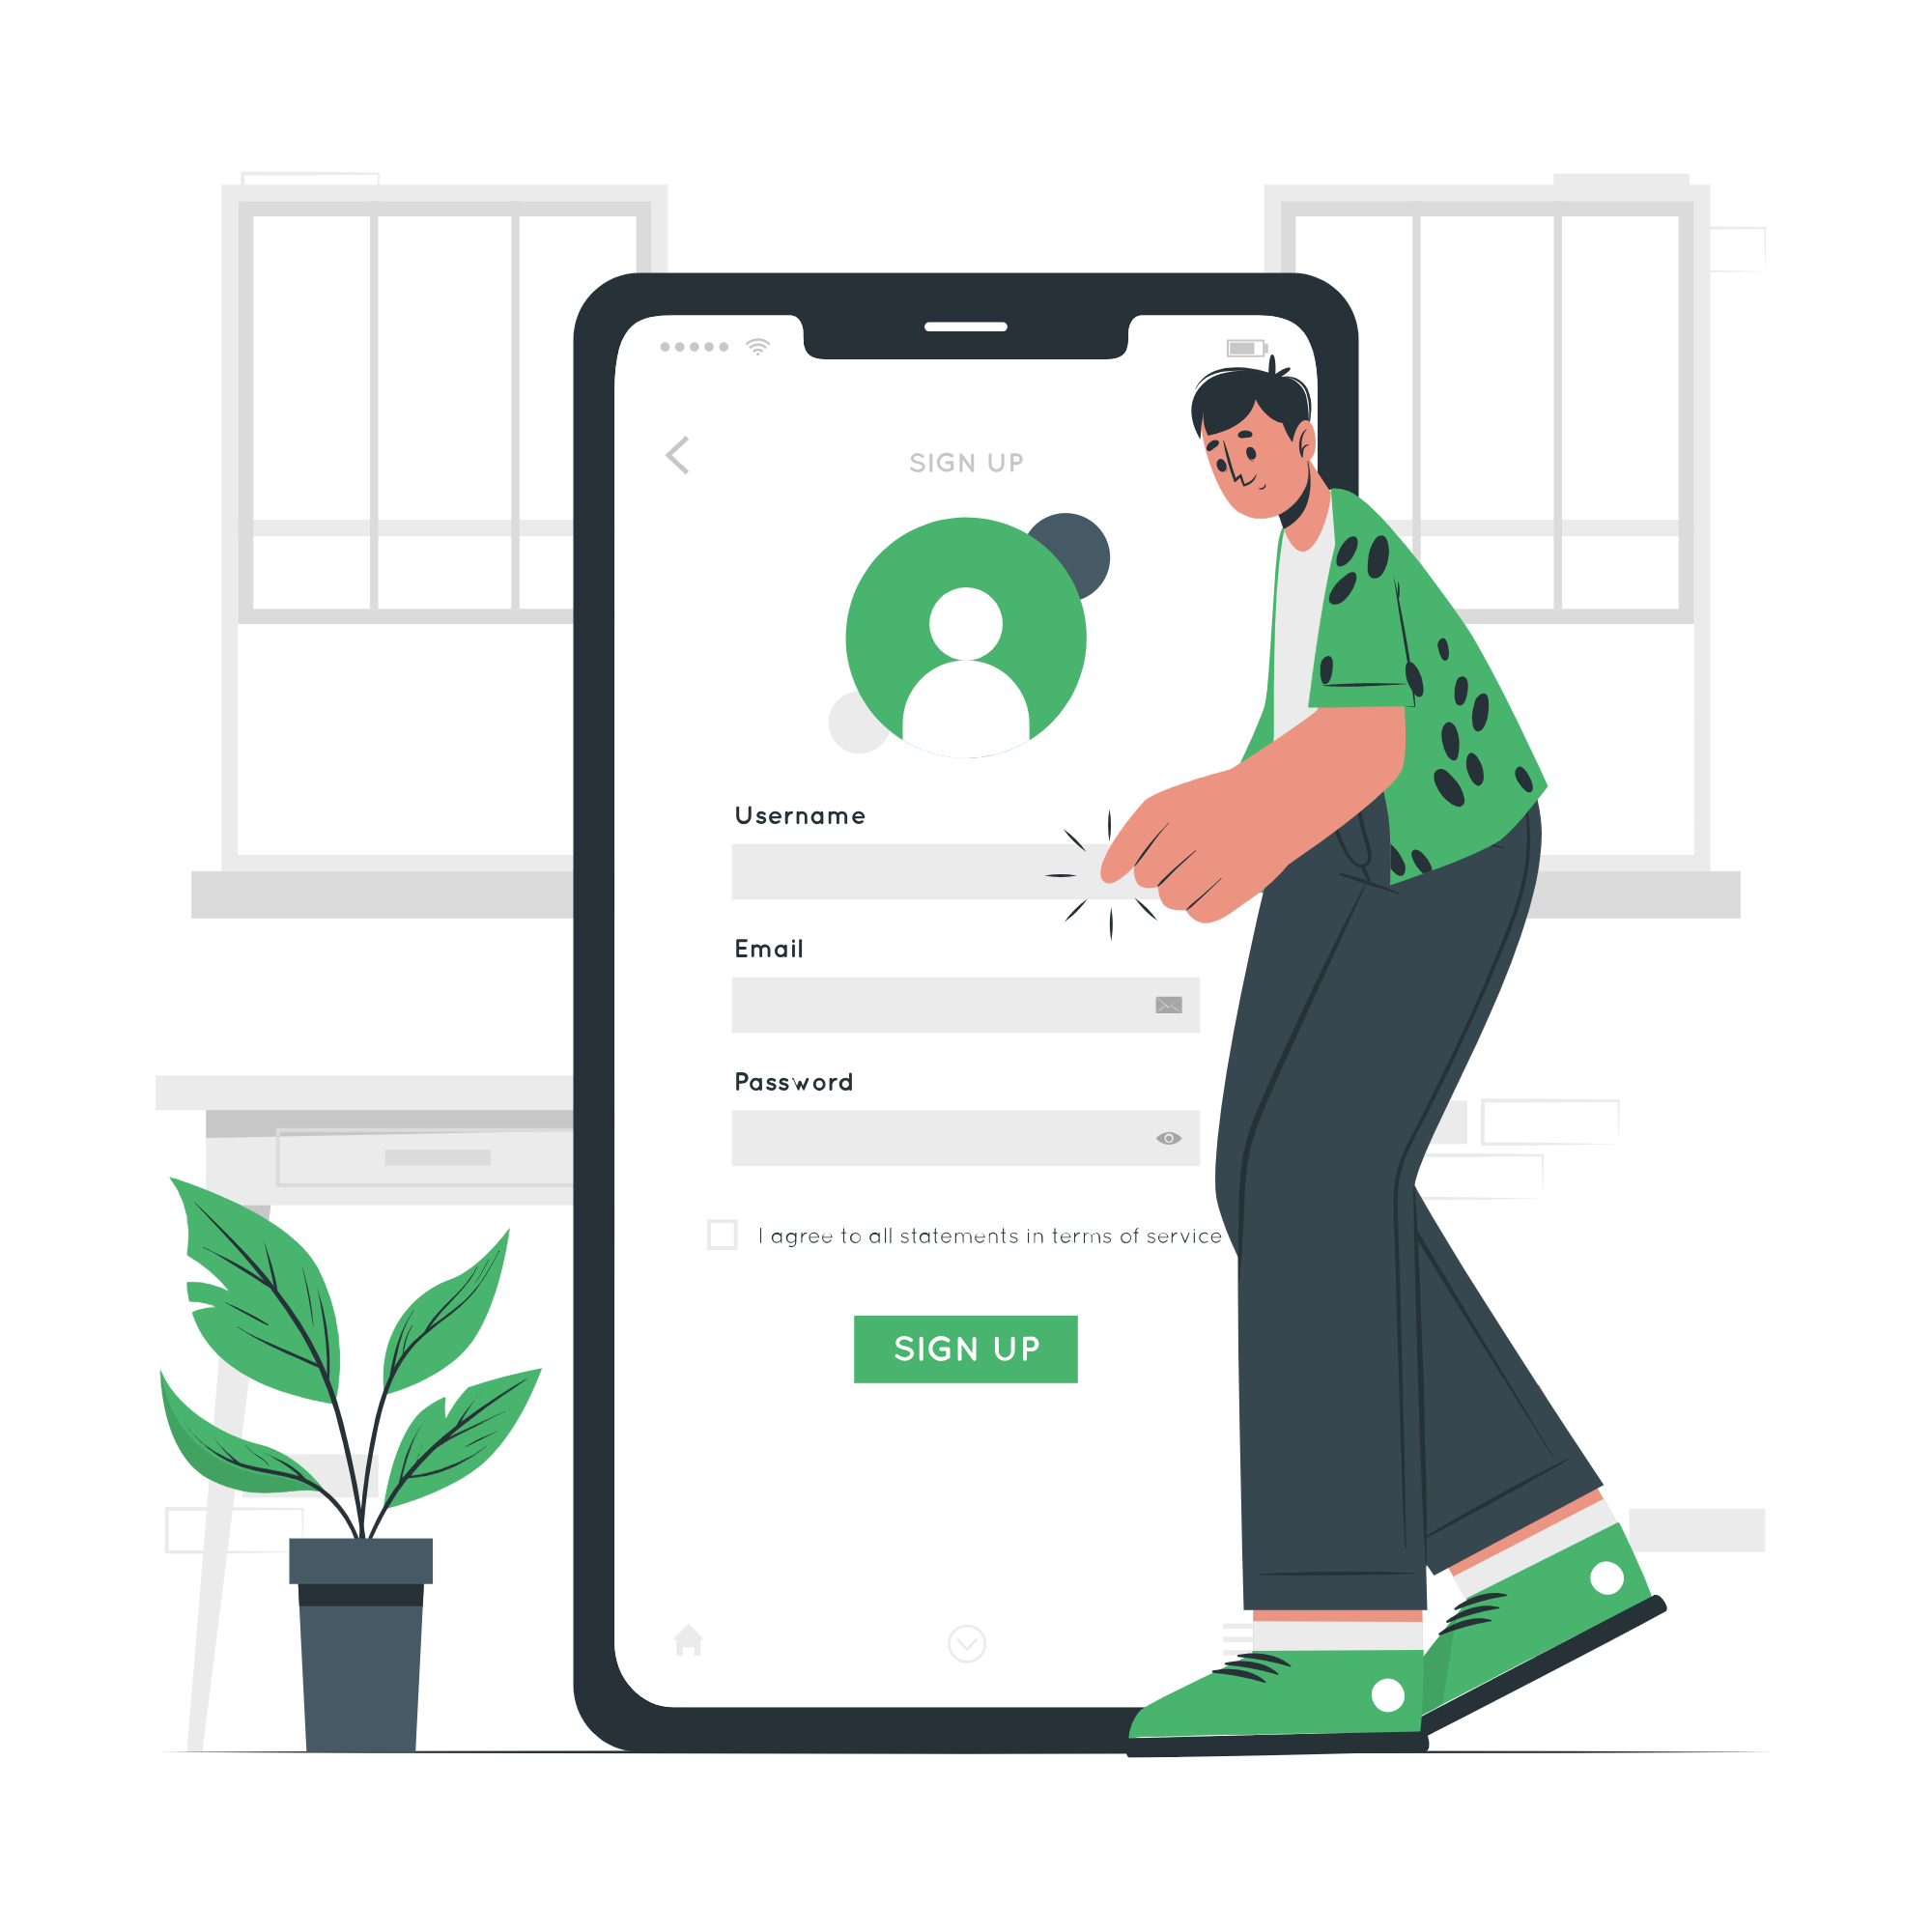 SIGN UP
Username
Email
Password
I agree to all statements in terms of service
SIGN UP